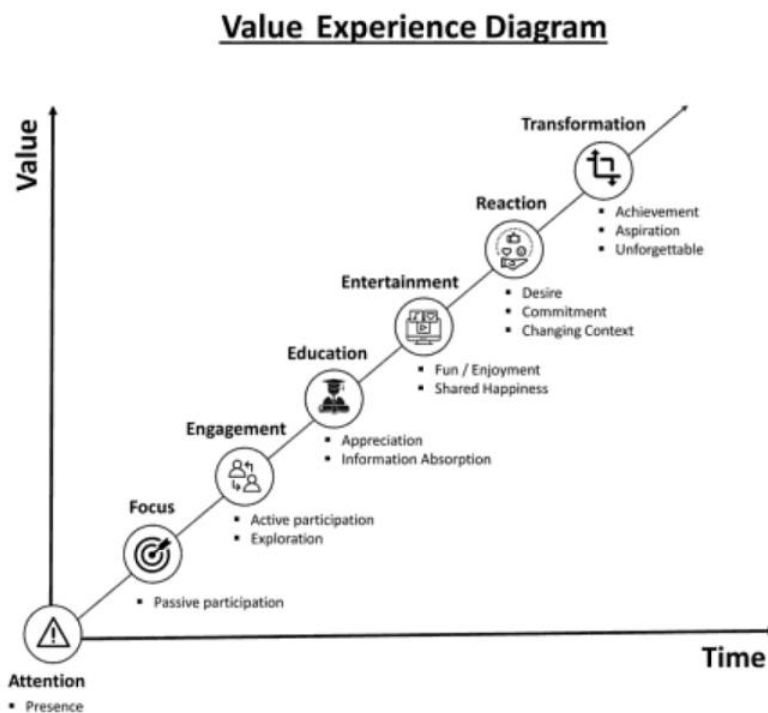 Value Experience Diagram
Value
Transformation
▪ Achievement
▪ Aspiration
▪ Unforgettable
Reaction
▪ Desire
▪ Commitment
▪ Changing Context
Entertainment
▪ Fun / Enjoyment
▪ Shared Happiness
Education
▪ Appreciation
▪ Information Absorption
Engagement
▪ Active participation
▪ Exploration
Focus
▪ Passive participation
Time
Attention
▪ Presence